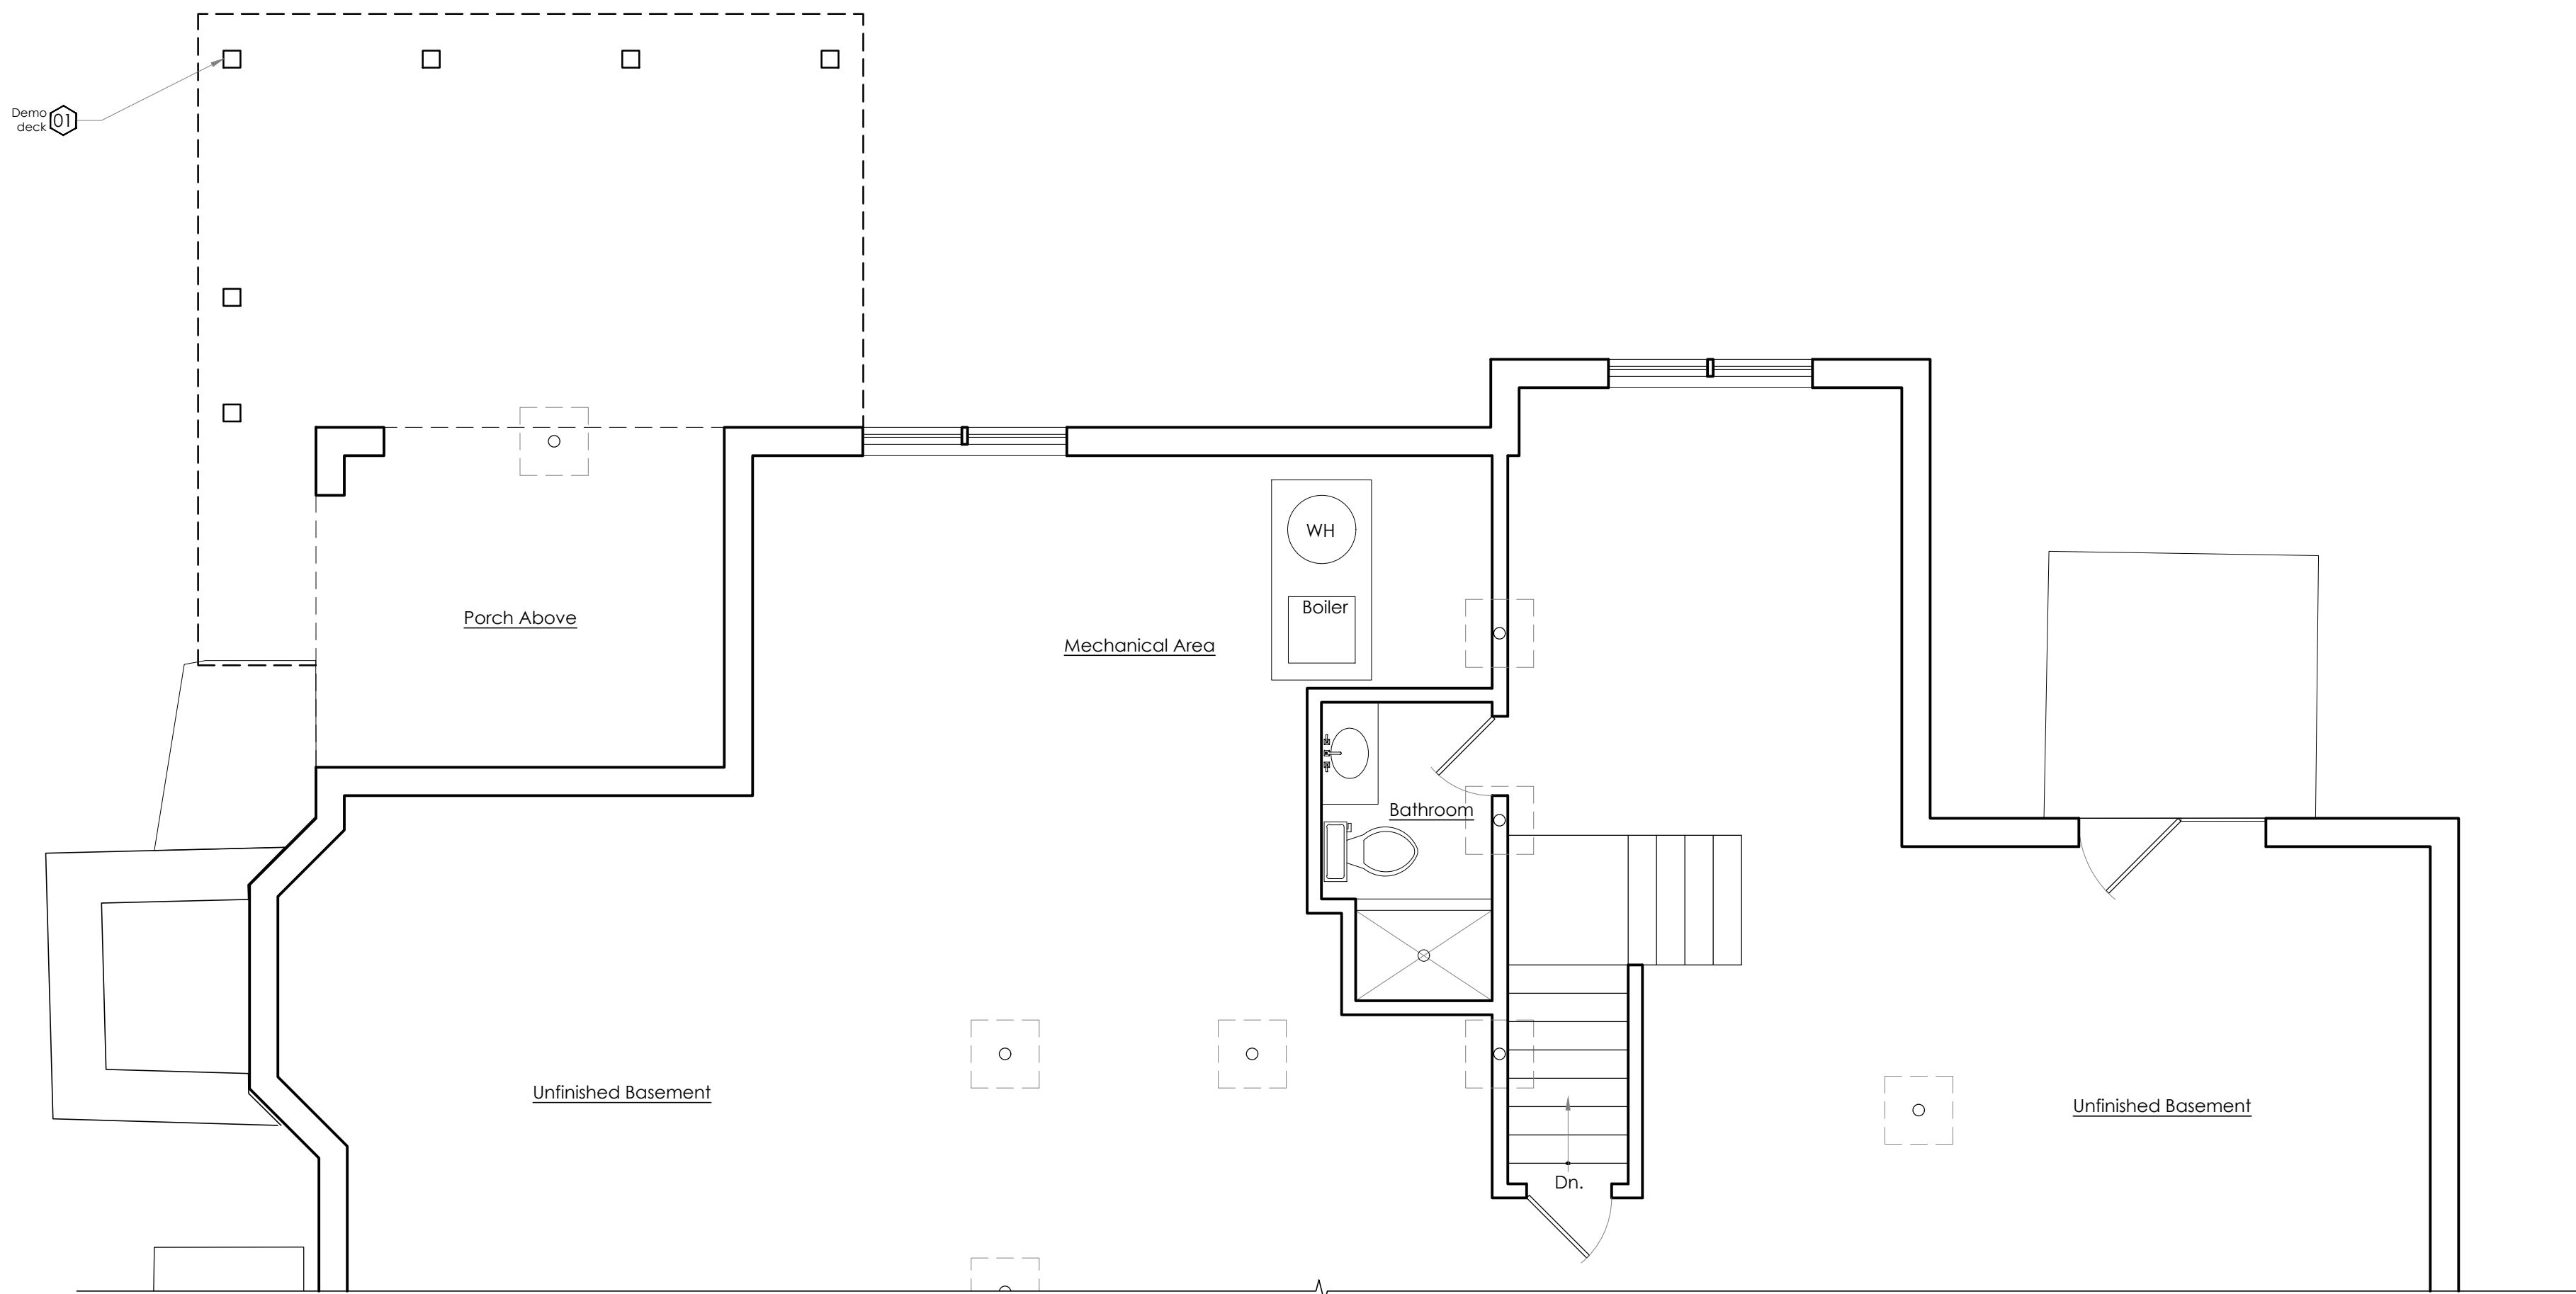 Demo
deck 01
WH
Boiler
Porch Above
Mechanical Area
Bathroom
Unfinished Basement
Unfinished Basement
Dn.